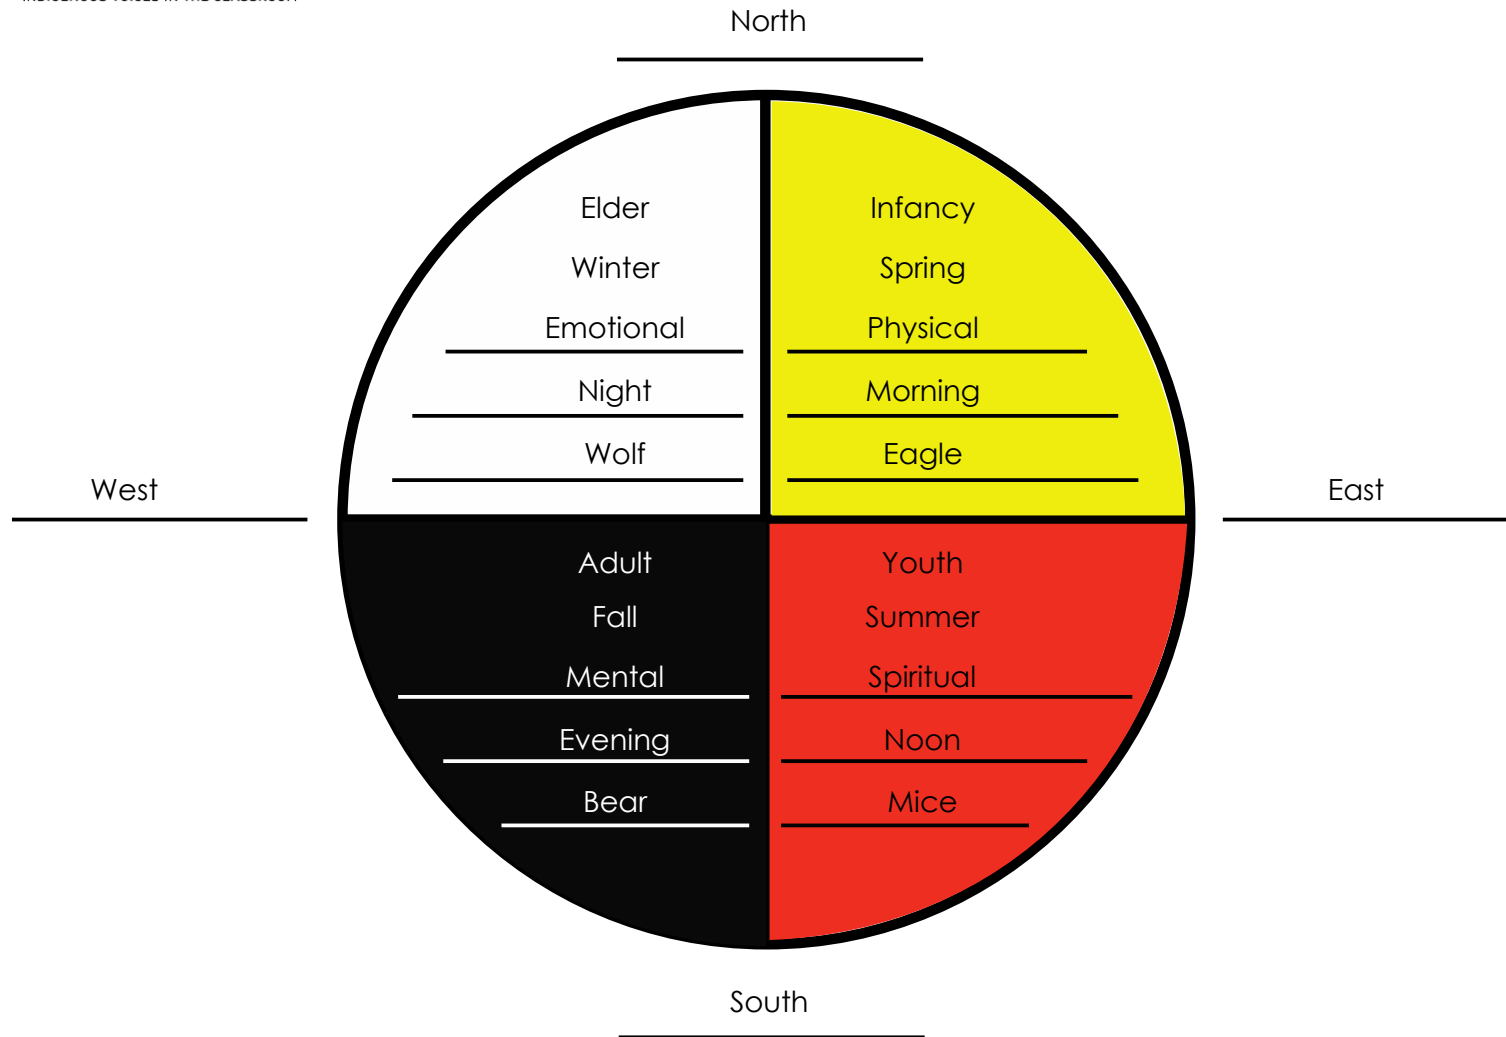 North
Elder
Winter
Emotional
Night
Wolf
Infancy
Spring
Physical
Morning
Eagle
West
East
Adult
Fall
Mental
Evening
Bear
Youth
Summer
Spiritual
Noon
Mice
South